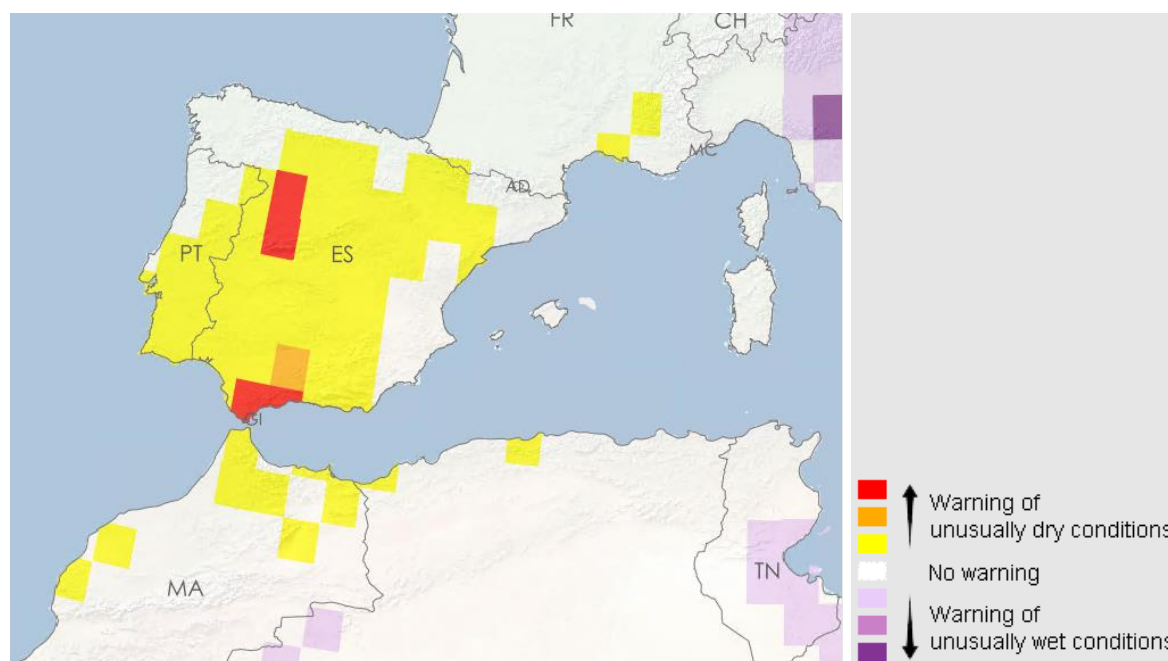 FR
CH
MC
AD
PT
ES
GI
MA
TN
Warning of
unusually dry conditions
No warning
Warning of
unusually wet conditions